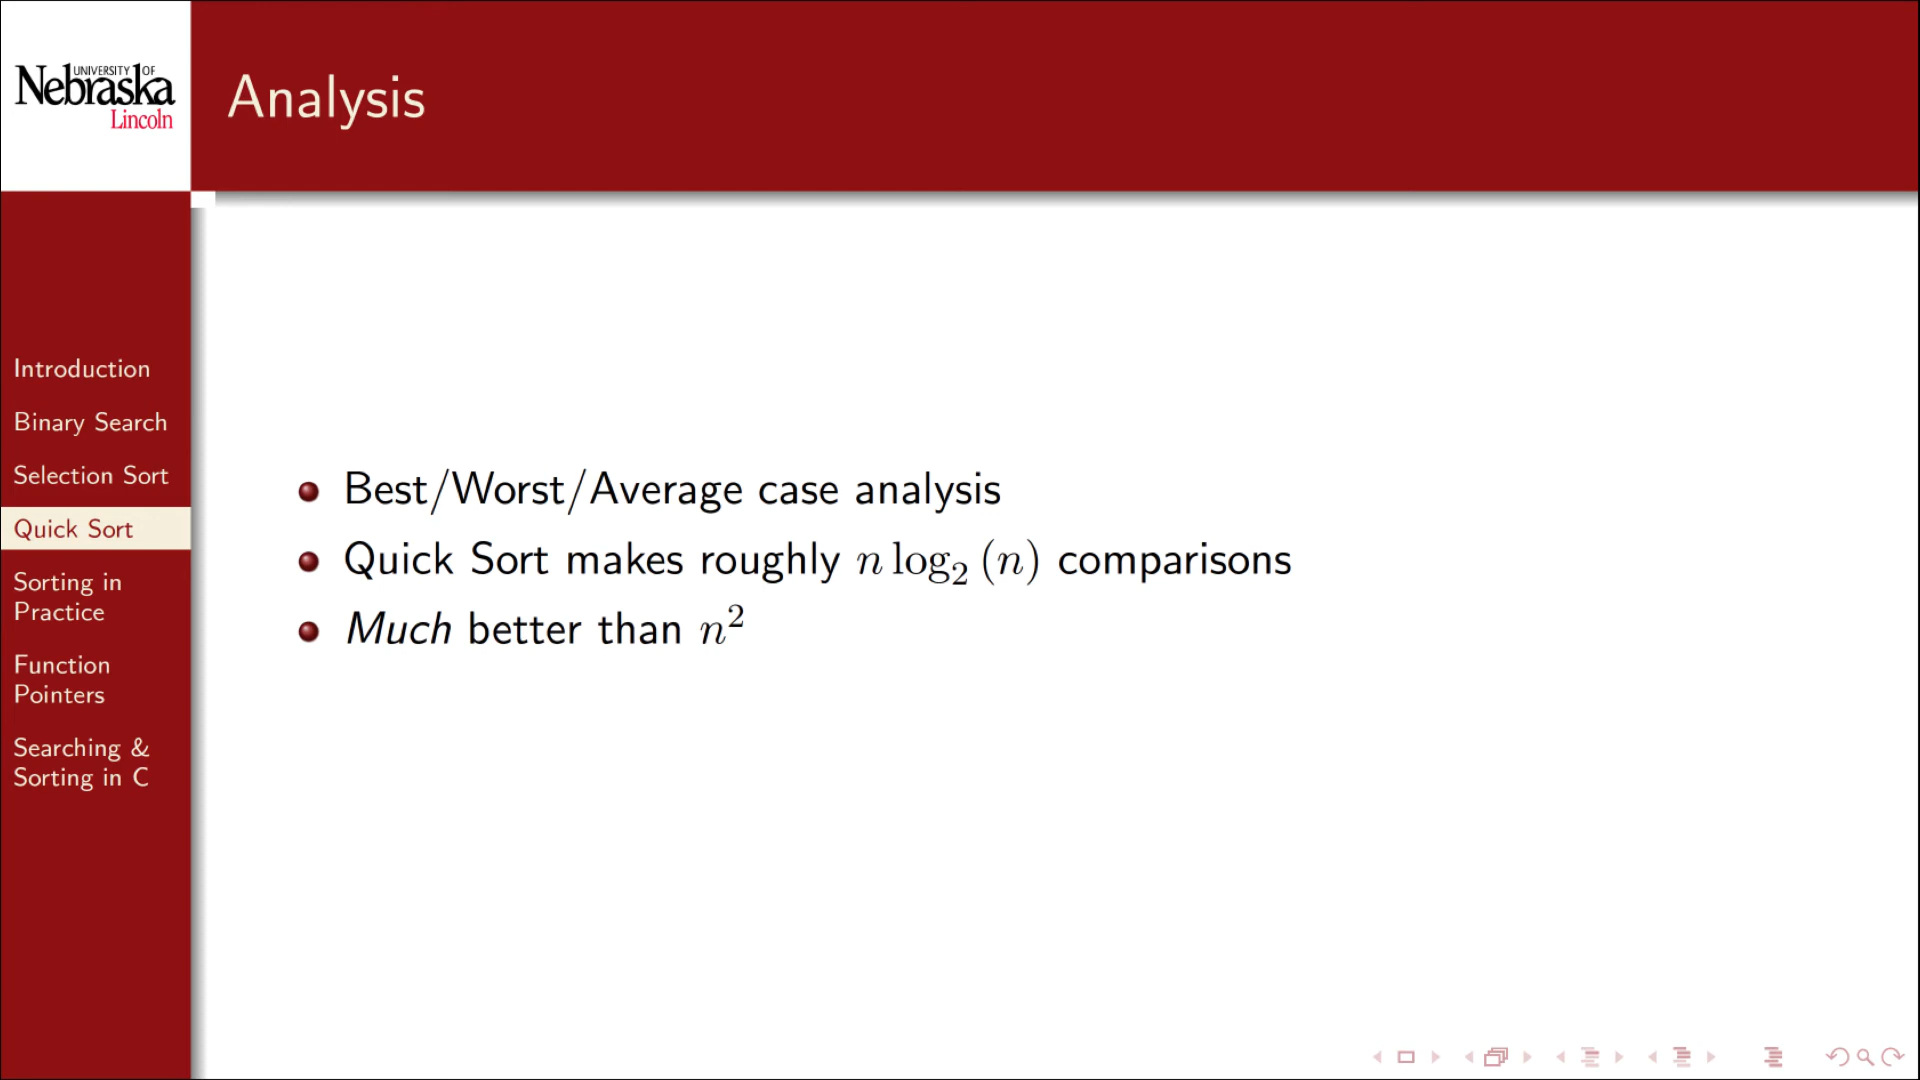 UNIVERSITY OF
Nebraska
Lincoln
Analysis
Introduction
Binary Search
Selection Sort
Quick Sort
Sorting in
Practice
Function
Pointers
Searching &
Sorting in C
Best/Worst/Average case analysis
Quick Sort makes roughly n log₂ (n) comparisons
Much better than n²